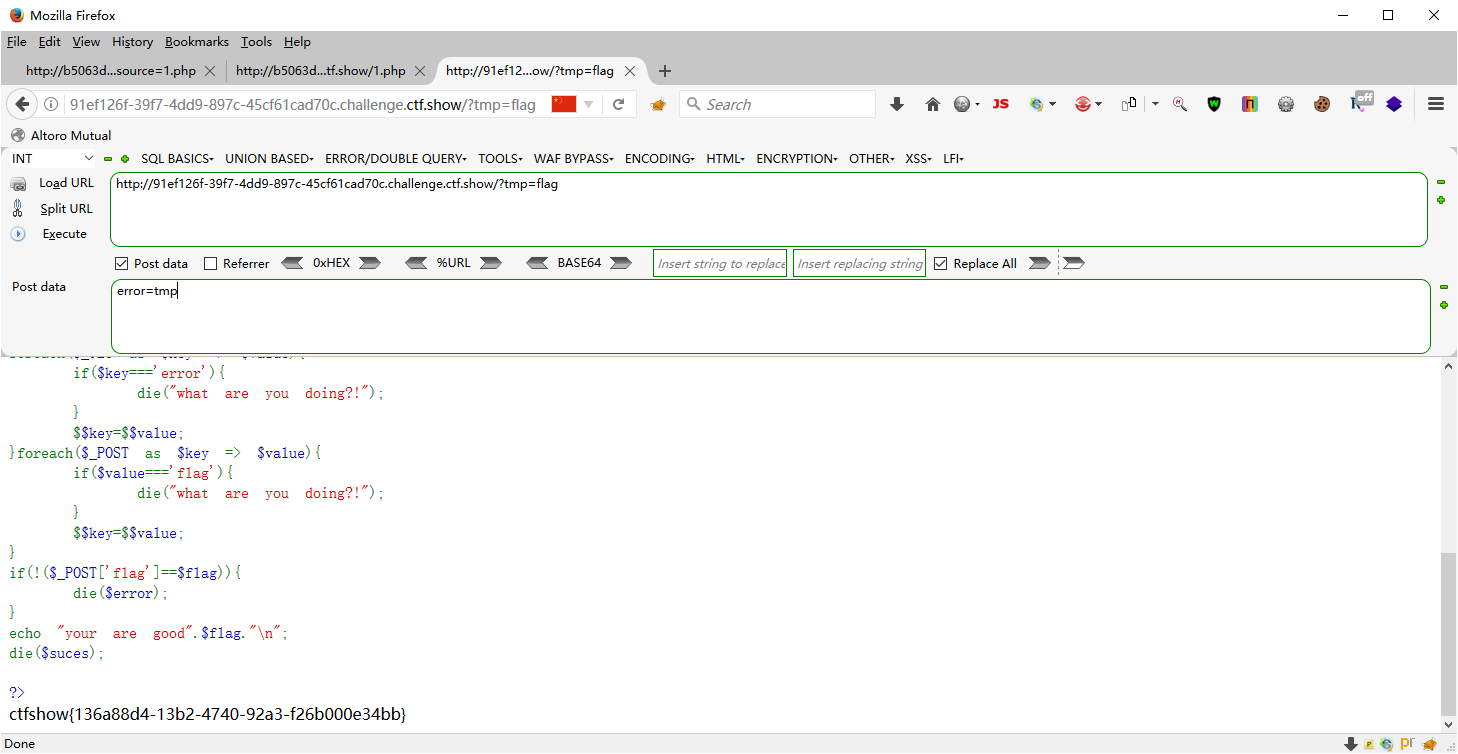 Mozilla Firefox
File Edit View History Bookmarks Tools Help
http://b5063d...source=1.php
http://b5063d...tf.show/1.php
http://91ef12...ow/?tmp=flag
91ef126f-39f7-4dd9-897c-45cf61cad70c.challenge.ctf.show/?tmp=flag
Search
JS
off
Altoro Mutual
INT
SQL BASICS UNION BASED ERROR/DOUBLE QUERY TOOLS WAF BYPASS ENCODING HTML ENCRYPTION OTHER XSS LFI
Load URL
http://91ef126f-39f7-4dd9-897c-45cf61cad70c.challenge.ctf.show/?tmp=flag
Split URL
Execute
Post data Referrer 0xHEX %URL BASE64 Insert string to replace Insert replacing string Replace All
Post data
error=tmp
if($key==='error'){
die("what are you doing?!");
}
$$key=$$value;
}foreach($_POST as $key => $value){
if($value==='flag'){
die("what are you doing?!");
}
$$key=$$value;
}
if(!($_POST['flag']==$flag)){
die($error);
}
echo "your are good".$flag."\n";
die($suces);
?>
ctfshow{136a88d4-13b2-4740-92a3-f26b000e34bb}
Done